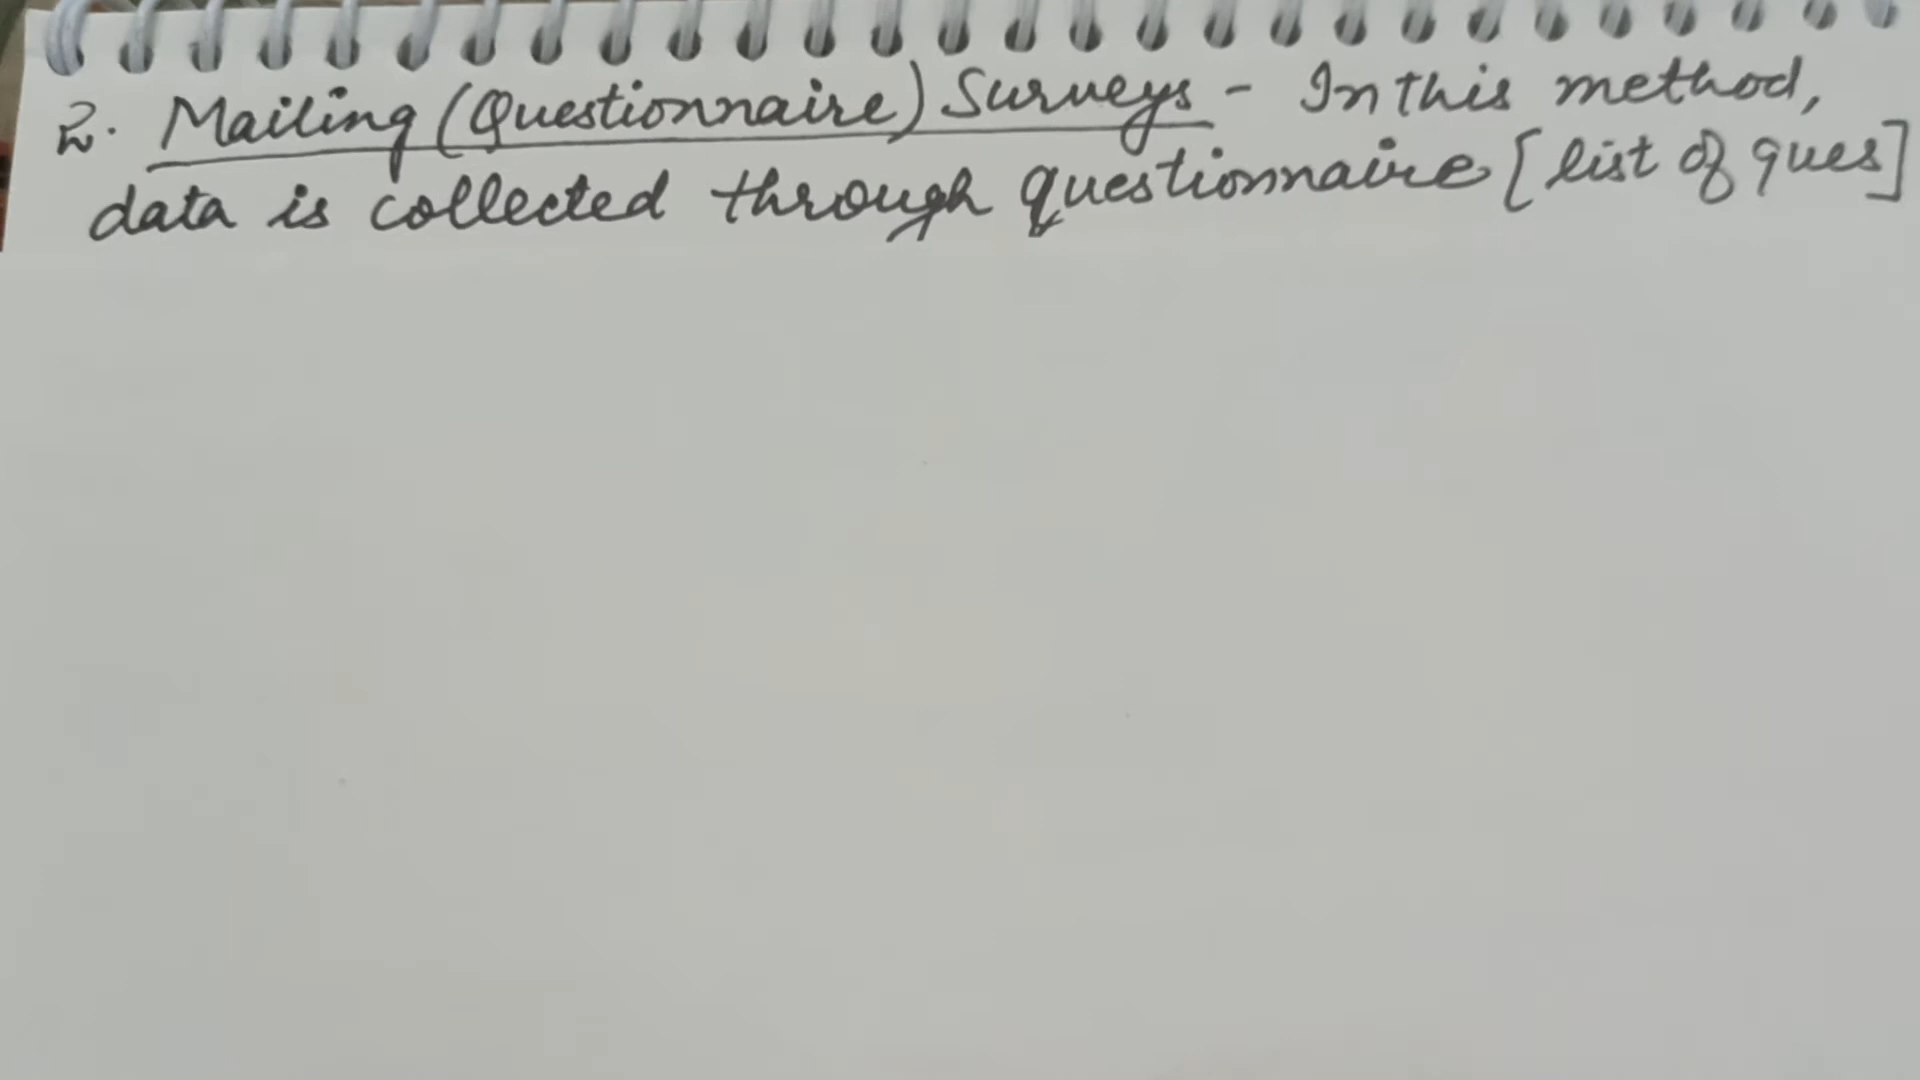 2. Mailing (Questionnaire) Surveys - In this method,
data is collected through questionnaire [list of ques]